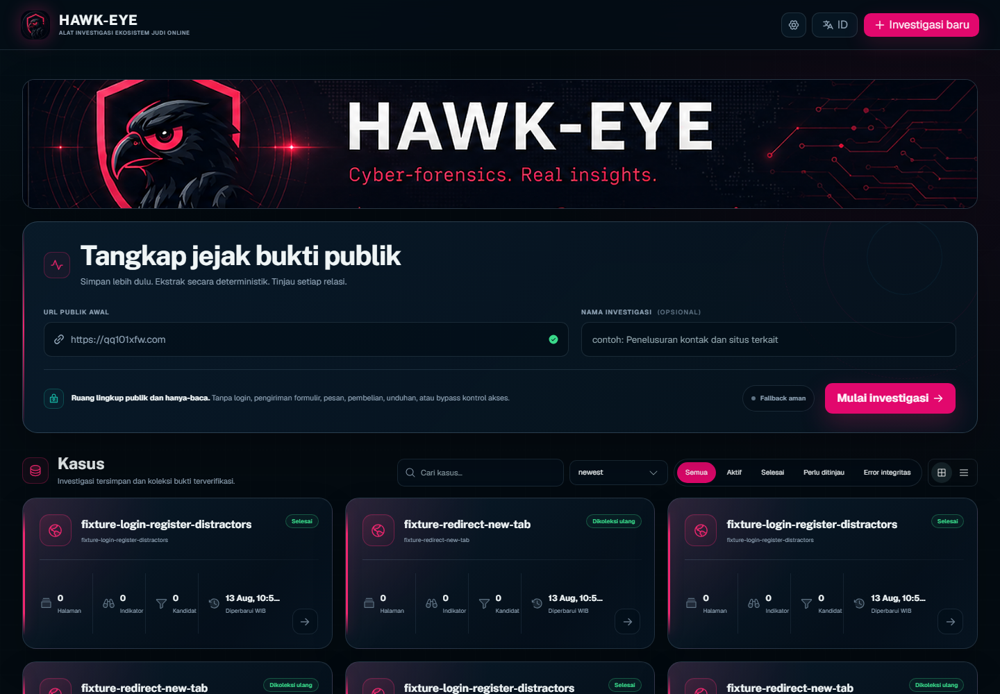 HAWK-EYE
ALAT INVESTIGASI EKOSISTEM JUDI ONLINE
ID
Investigasi baru
HAWK-EYE
Cyber-forensics. Real insights.
Tangkap jejak bukti publik
Simpan lebih dulu. Ekstrak secara deterministik. Tinjau setiap relasi.
URL PUBLIK AWAL
NAMA INVESTIGASI (OPSIONAL)
https://qq101xfw.com
contoh: Penelusuran kontak dan situs terkait
Ruang lingkup publik dan hanya-baca. Tanpa login, pengiriman formulir, pesan, pembelian, unduhan, atau bypass kontrol akses.
Fallback aman
Mulai investigasi →
Kasus
Investigasi tersimpan dan koleksi bukti terverifikasi.
Cari kasus…
newest
Semua
Aktif
Selesai
Perlu ditinjau
Error integritas
fixture-login-register-distractors
Selesai
fixture-login-register-distractors
0
Halaman
0
Indikator
0
Kandidat
13 Aug, 10:5...
Diperbarui WIB
fixture-redirect-new-tab
Dikoleksi ulang
fixture-redirect-new-tab
0
Halaman
0
Indikator
0
Kandidat
13 Aug, 10:5...
Diperbarui WIB
fixture-login-register-distractors
Selesai
fixture-login-register-distractors
0
Halaman
0
Indikator
0
Kandidat
13 Aug, 10:5...
Diperbarui WIB
fixture-redirect-new-tab
Dikoleksi ulang
fixture-login-register-distractors
Selesai
fixture-redirect-new-tab
Dikoleksi ulang